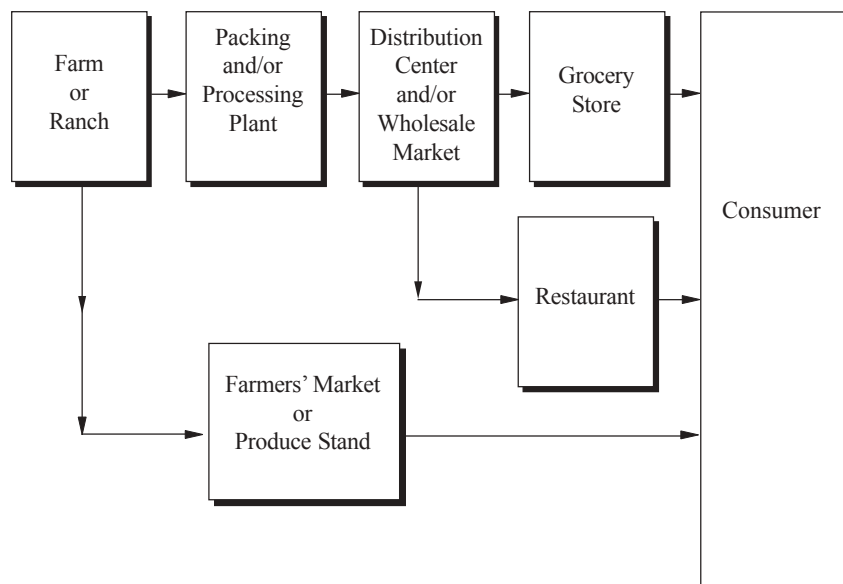 Farm
or
Ranch
Packing
and/or
Processing
Plant
Distribution
Center
and/or
Wholesale
Market
Grocery
Store
Consumer
Restaurant
Farmers’ Market
or
Produce Stand